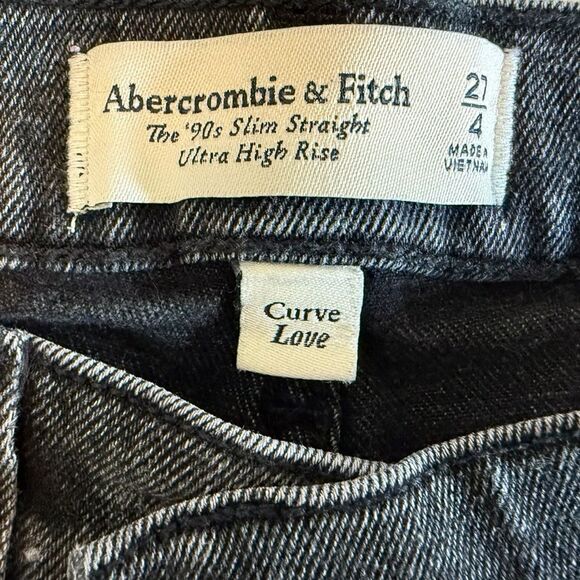 Abercrombie & Fitch
The '90s Slim Straight
Ultra High Rise
27
4
MADE IN
VIETNAM
Curve
Love